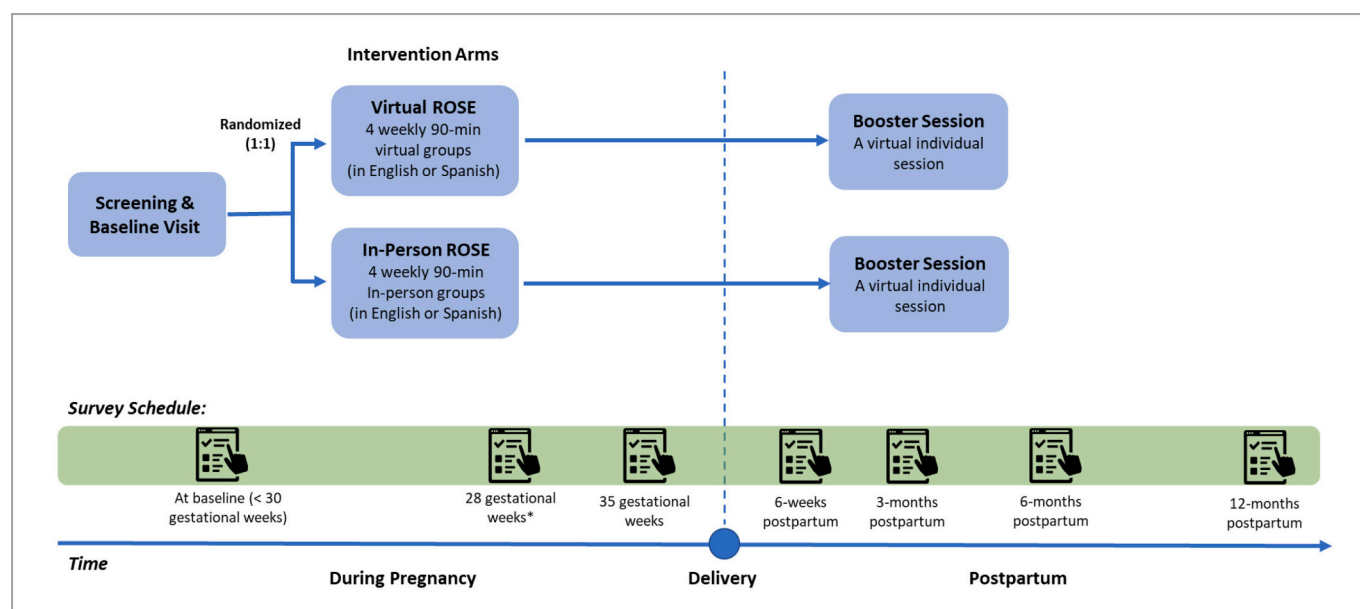 Intervention Arms
Randomized
(1:1)
Screening &
Baseline Visit
Virtual ROSE
4 weekly 90-min
virtual groups
(in English or Spanish)
Booster Session
A virtual individual
session
In-Person ROSE
4 weekly 90-min
In-person groups
(in English or Spanish)
Booster Session
A virtual individual
session
Survey Schedule:
At baseline (< 30
gestational weeks)
28 gestational
weeks*
35 gestational
weeks
6-weeks
postpartum
3-months
postpartum
6-months
postpartum
12-months
postpartum
Time
During Pregnancy
Delivery
Postpartum